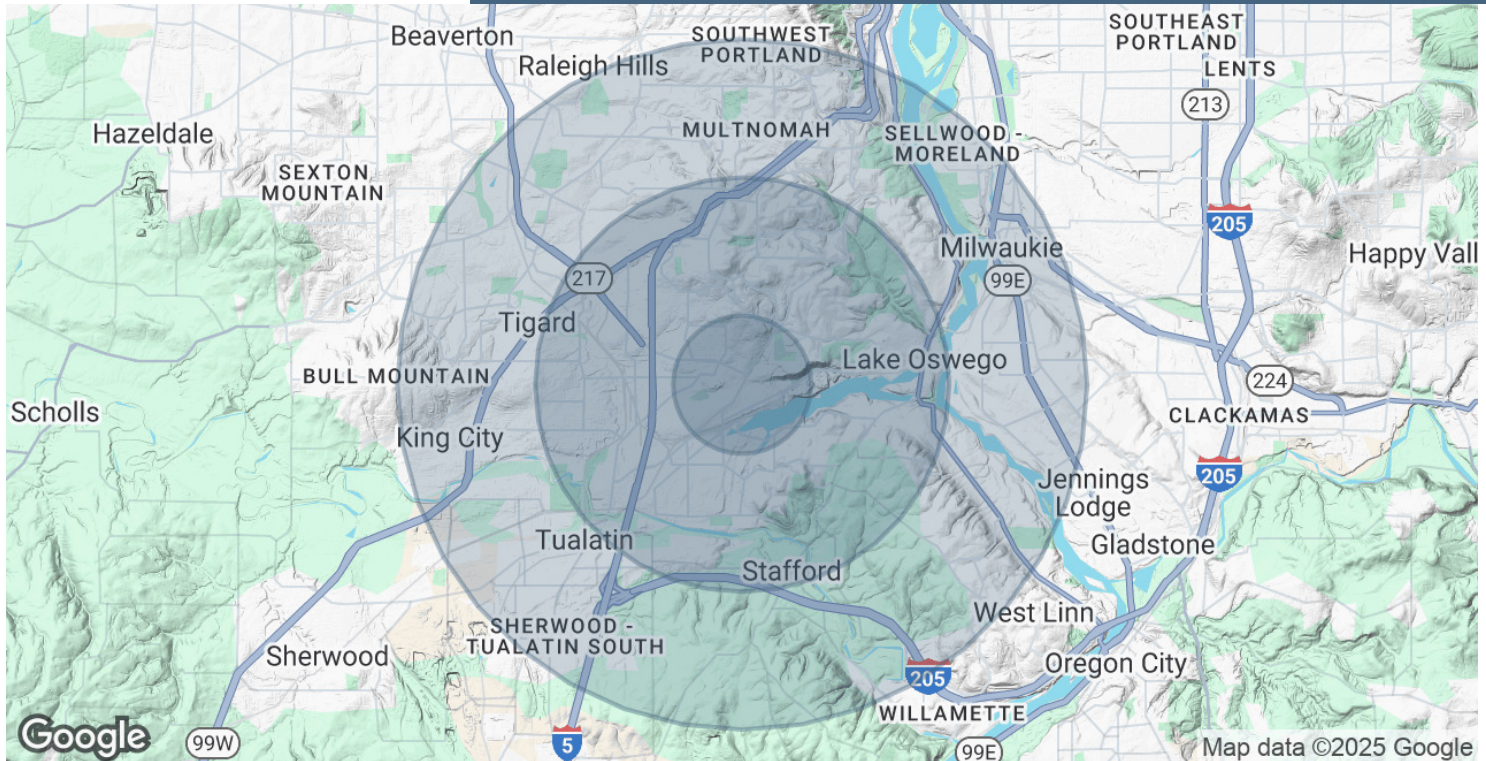 Beaverton
SOUTHWEST
PORTLAND
SOUTHEAST
PORTLAND
Raleigh Hills
LENTS
213
Hazeldale
MULTNOMAH
SELLWOOD -
MORELAND
SEXTON
MOUNTAIN
205
Milwaukie
Happy Vall
217
99E
Tigard
Lake Oswego
BULL MOUNTAIN
224
Scholls
CLACKAMAS
King City
205
Jennings
Lodge
Tualatin
Gladstone
Stafford
West Linn
SHERWOOD -
TUALATIN SOUTH
Sherwood
Oregon City
205
WILLAMETTE
Google
99W
5
99E
Map data ©2025 Google